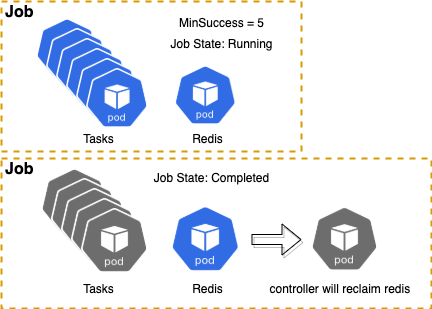 Job
MinSuccess = 5
Job State: Running
pod
pod
Tasks
Redis
Job
Job State: Completed
pod
pod
pod
Tasks
Redis
controller will reclaim redis